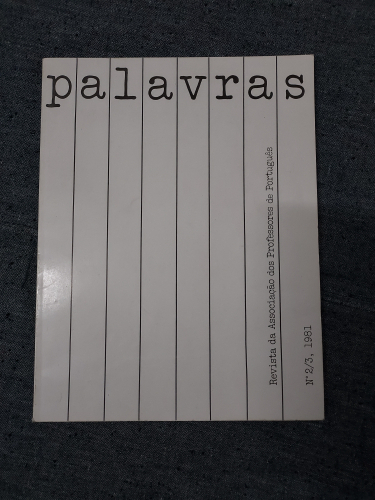 palavras
Revista da Associação dos Professores de Português
Nº 2/3, 1981